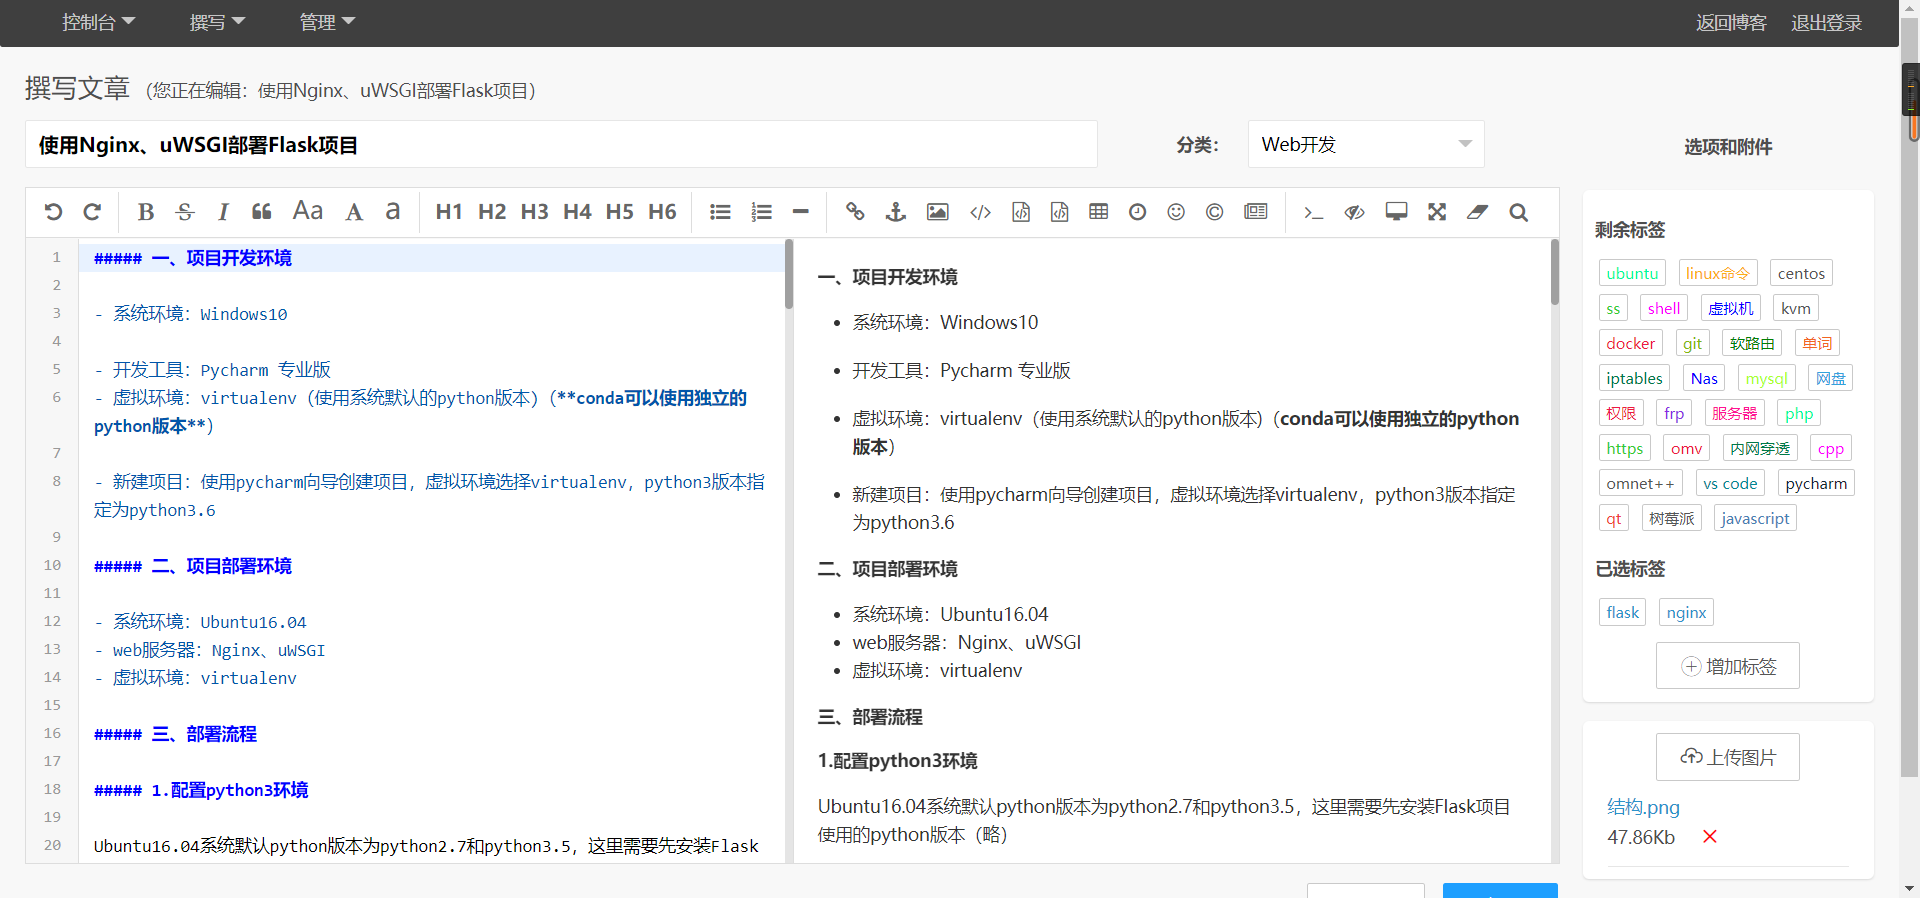 控制台 撰写 管理 返回博客 退出登录
撰写文章 (您正在编辑：使用Nginx、uWSGI部署Flask项目)
使用Nginx、uWSGI部署Flask项目 分类： Web开发 选项和附件
B S I Aa A a H1 H2 H3 H4 H5 H6
1 ##### 一、项目开发环境
2
3 - 系统环境：Windows10
4
5 - 开发工具：Pycharm 专业版
6 - 虚拟环境：virtualenv（使用系统默认的python版本）（**conda可以使用独立的
python版本**）
7
8 - 新建项目：使用pycharm向导创建项目，虚拟环境选择virtualenv，python3版本指
定为python3.6
9
10 ##### 二、项目部署环境
11
12 - 系统环境：Ubuntu16.04
13 - web服务器：Nginx、uWSGI
14 - 虚拟环境：virtualenv
15
16 ##### 三、部署流程
17
18 ##### 1.配置python3环境
19
20 Ubuntu16.04系统默认python版本为python2.7和python3.5，这里需要先安装Flask
一、项目开发环境
• 系统环境：Windows10
• 开发工具：Pycharm 专业版
• 虚拟环境：virtualenv（使用系统默认的python版本）（conda可以使用独立的python
版本）
• 新建项目：使用pycharm向导创建项目，虚拟环境选择virtualenv，python3版本指定
为python3.6
二、项目部署环境
• 系统环境：Ubuntu16.04
• web服务器：Nginx、uWSGI
• 虚拟环境：virtualenv
三、部署流程
1.配置python3环境
Ubuntu16.04系统默认python版本为python2.7和python3.5，这里需要先安装Flask项目
使用的python版本（略）
剩余标签
ubuntu linux命令 centos
ss shell 虚拟机 kvm
docker git 软路由 单词
iptables Nas mysql 网盘
权限 frp 服务器 php
https omv 内网穿透 cpp
omnet++ vs code pycharm
qt 树莓派 javascript
已选标签
flask nginx
增加标签
上传图片
结构.png
47.86Kb